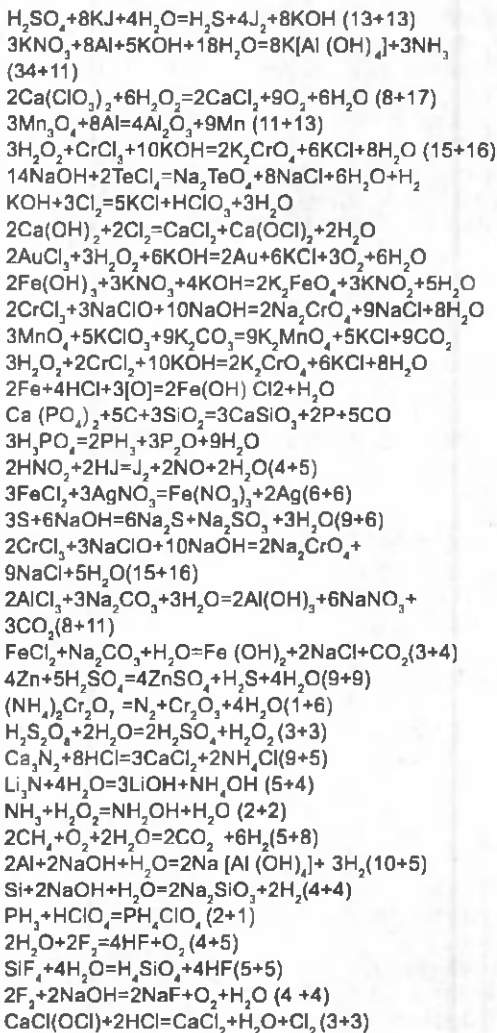 H₂SO₄+8KJ+4H₂O=H₂S+4J₂+8KOH (13+13)
3KNO₃+8Al+5KOH+18H₂O=8K[Al (OH)₄]+3NH₃
(34+11)
2Ca(ClO₃)₂+6H₂O₂=2CaCl₂+9O₂+6H₂O (8+17)
3Mn₃O₄+8Al=4Al₂O₃+9Mn (11+13)
3H₂O₂+CrCl₃+10KOH=2K₂CrO₄+6KCl+8H₂O (15+16)
14NaOH+2TeCl₄=Na₂TeO₄+8NaCl+6H₂O+H₂
KOH+3Cl₂=5KCl+HClO₃+3H₂O
2Ca(OH)₂+2Cl₂=CaCl₂+Ca(OCl)₂+2H₂O
2AuCl₃+3H₂O₂+6KOH=2Au+6KCl+3O₂+6H₂O
2Fe(OH)₃+3KNO₃+4KOH=2K₂FeO₄+3KNO₂+5H₂O
2CrCl₃+3NaClO+10NaOH=2Na₂CrO₄+9NaCl+8H₂O
3MnO₄+5KClO₃+9K₂CO₃=9K₂MnO₄+5KCl+9CO₂
3H₂O₂+2CrCl₂+10KOH=2K₂CrO₄+6KCl+8H₂O
2Fe+4HCl+3[O]=2Fe(OH) Cl2+H₂O
Ca (PO₄)₂+5C+3SiO₂=3CaSiO₃+2P+5CO
3H₃PO₄=2PH₃+3P₂O+9H₂O
2HNO₂+2HJ=J₂+2NO+2H₂O(4+5)
3FeCl₂+3AgNO₃=Fe(NO₃)₃+2Ag(6+6)
3S+6NaOH=6Na₂S+Na₂SO₃+3H₂O(9+6)
2CrCl₃+3NaClO+10NaOH=2Na₂CrO₄+
9NaCl+5H₂O(15+16)
2AlCl₃+3Na₂CO₃+3H₂O=2Al(OH)₃+6NaNO₃+
3CO₂(8+11)
FeCl₂+Na₂CO₃+H₂O=Fe (OH)₂+2NaCl+CO₂(3+4)
4Zn+5H₂SO₄=4ZnSO₄+H₂S+4H₂O(9+9)
(NH₄)₂Cr₂O₇ =N₂+Cr₂O₃+4H₂O(1+6)
H₂S₂O₈+2H₂O=2H₂SO₄+H₂O₂ (3+3)
Ca₃N₂+8HCl=3CaCl₂+2NH₄Cl(9+5)
Li₃N+4H₂O=3LiOH+NH₄OH (5+4)
NH₃+H₂O₂=NH₂OH+H₂O (2+2)
2CH₄+O₂+2H₂O=2CO₂ +6H₂(5+8)
2Al+2NaOH+H₂O=2Na [Al (OH)₄]+ 3H₂(10+5)
Si+2NaOH+H₂O=2Na₂SiO₃+2H₂(4+4)
PH₃+HClO₄=PH₄ClO₄ (2+1)
2H₂O+2F₂=4HF+O₂ (4+5)
SiF₄+4H₂O=H₄SiO₄+4HF(5+5)
2F₂+2NaOH=2NaF+O₂+H₂O (4 +4)
CaCl(OCl)+2HCl=CaCl₂+H₂O+Cl₂ (3+3)